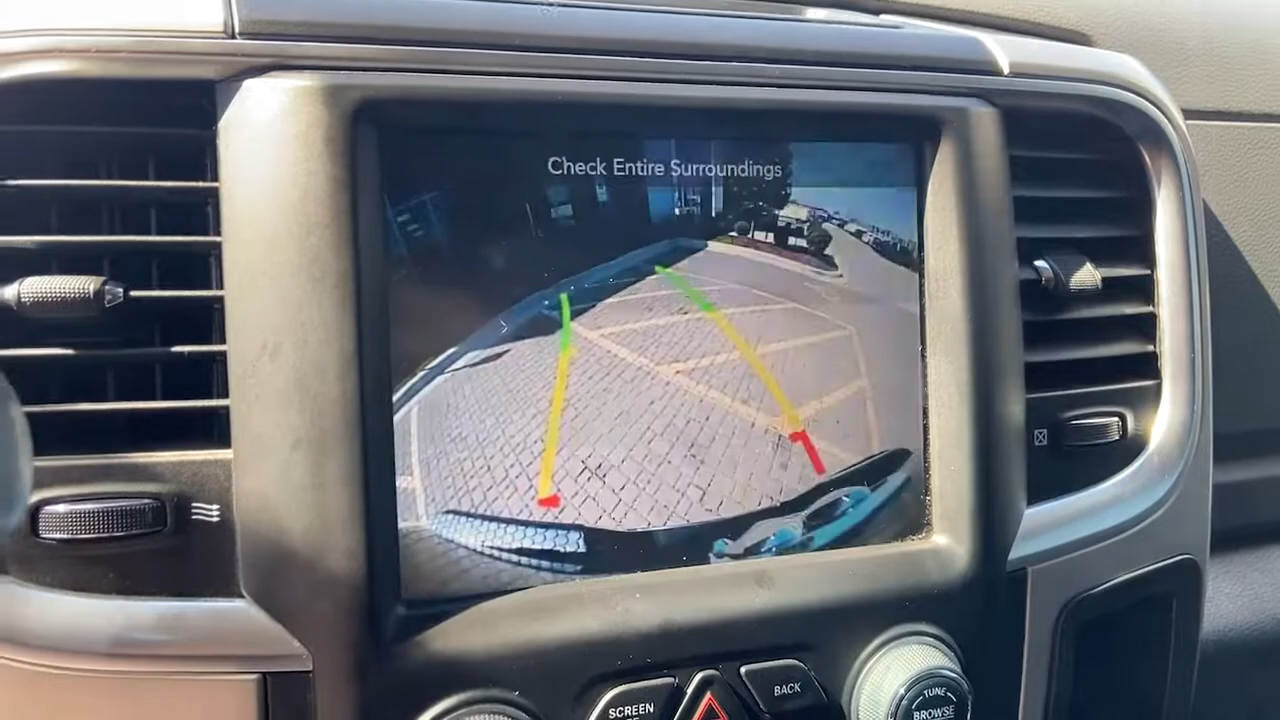 Check Entire Surroundings
SCREEN
BACK
TUNE
BROWSE